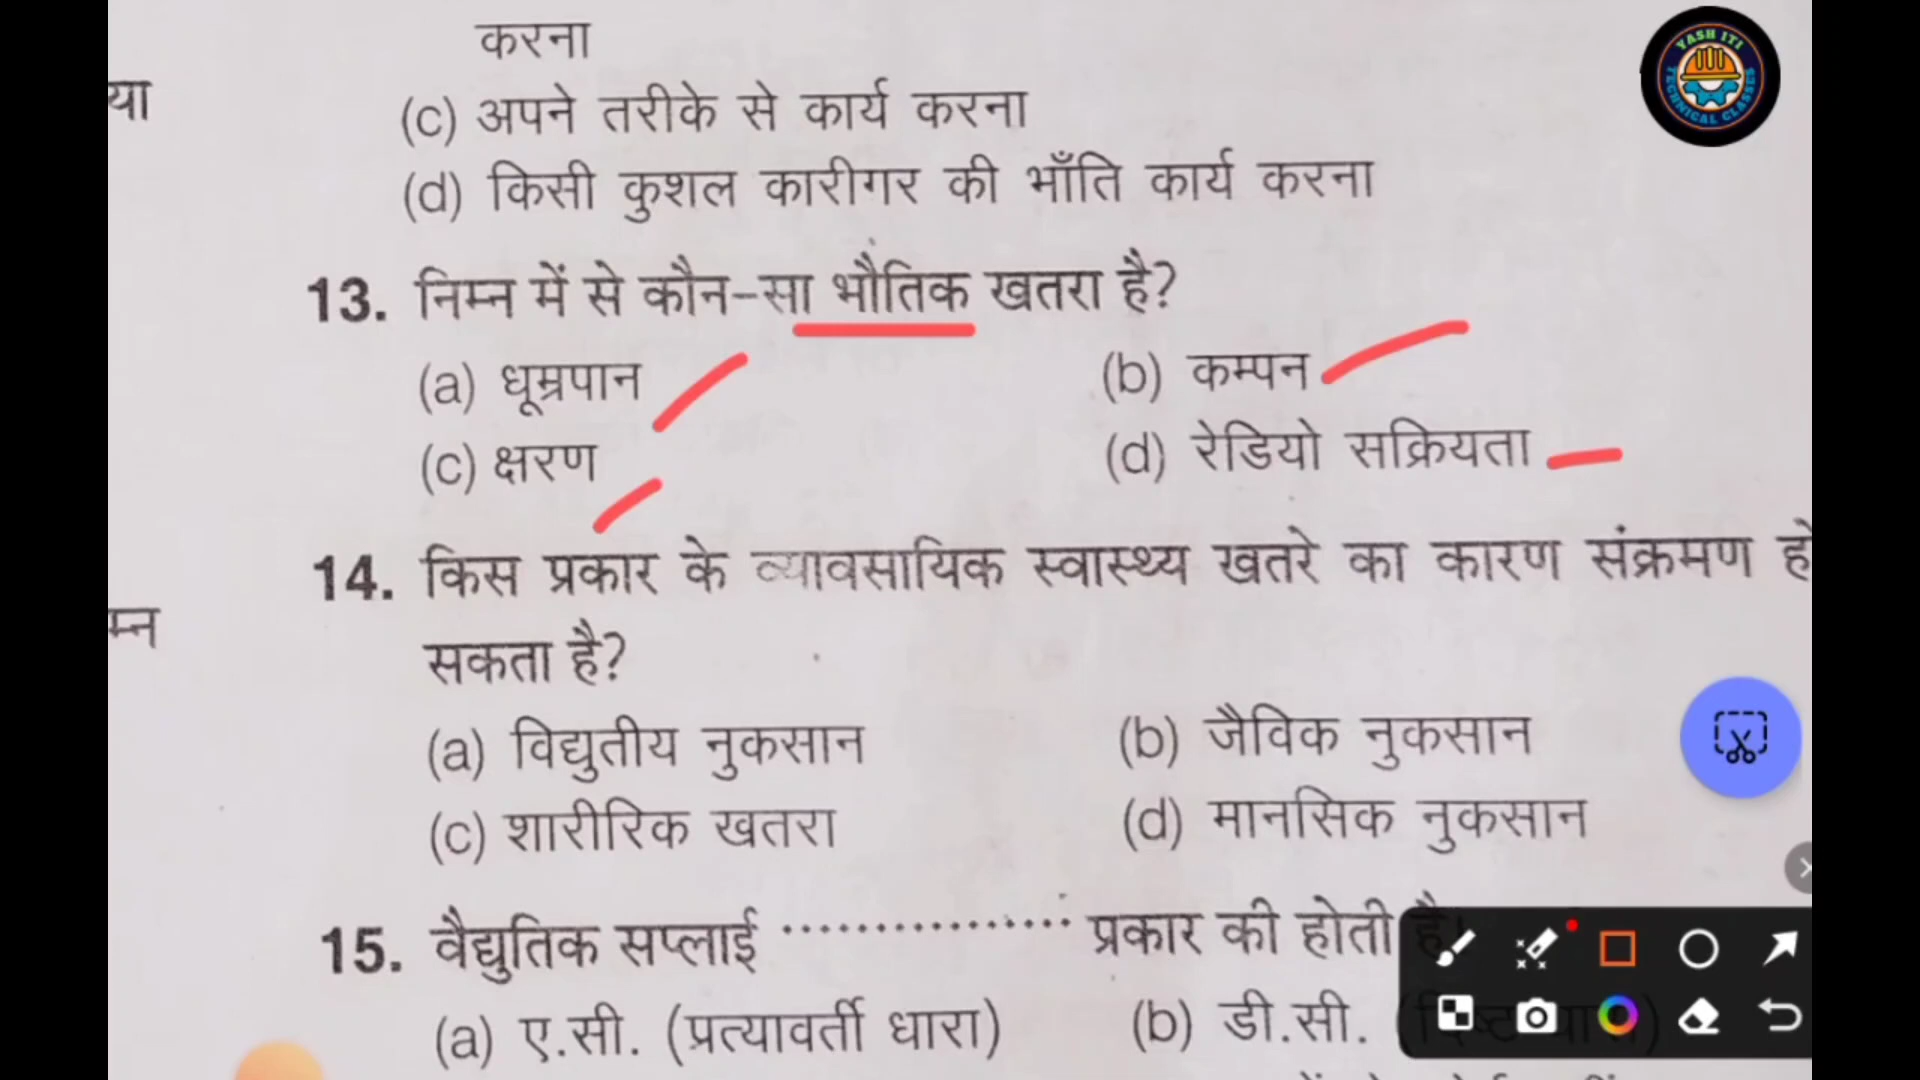 करना
या
(c) अपने तरीके से कार्य करना
(d) किसी कुशल कारीगर की भाँति कार्य करना
13. निम्न में से कौन-सा भौतिक खतरा है?
(a) धूम्रपान (b) कम्पन
(c) क्षरण (d) रेडियो सक्रियता
14. किस प्रकार के व्यावसायिक स्वास्थ्य खतरे का कारण संक्रमण हो
म्न
सकता है?
(a) विद्युतीय नुकसान (b) जैविक नुकसान
(c) शारीरिक खतरा (d) मानसिक नुकसान
15. वैद्युतिक सप्लाई ................ प्रकार की होती है।
(a) ए.सी. (प्रत्यावर्ती धारा) (b) डी.सी.
YASH ITI
TECHNICAL CLASSES